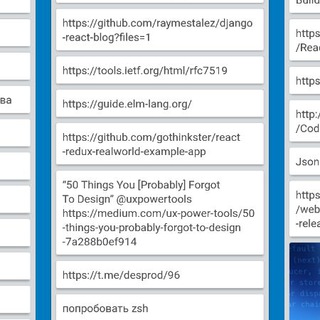 ва
https://github.com/raymestalez/django
-react-blog?files=1
https://tools.ietf.org/html/rfc7519
https://guide.elm-lang.org/
https://github.com/gothinkster/react
-redux-realworld-example-app
“50 Things You [Probably] Forgot
To Design” @uxpowertools
https://medium.com/ux-power-tools/50
-things-you-probably-forgot-to-design
-7a288b0ef914
https://t.me/desprod/96
попробовать zsh
https
/Rea
https
http:/
/Cod
Json
https
/web
-relea